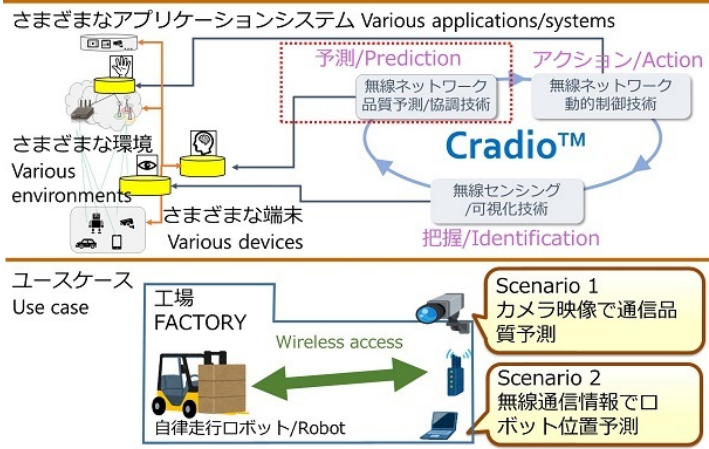 さまざまなアプリケーションシステム Various applications/systems
予測/Prediction
アクション/Action
無線ネットワーク
品質予測/協調技術
無線ネットワーク
動的制御技術
さまざまな環境
Various
environments
Cradio™
無線センシング
/可視化技術
さまざまな端末
Various devices
把握/Identification
ユースケース
Use case
工場
FACTORY
Wireless access
自律走行ロボット/Robot
Scenario 1
カメラ映像で通信品
質予測
Scenario 2
無線通信情報でロ
ボット位置予測